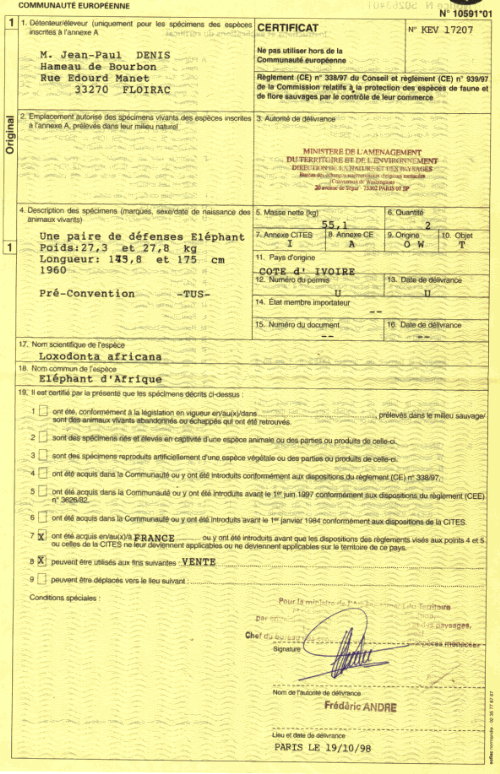 COMMUNAUTÉ EUROPÉENNE
N° 10591*01
1
1. Détenteur/éleveur (uniquement pour les spécimens des espèces inscrites à l'annexe A
M. Jean-Paul DENIS
Hameau de Bourbon
Rue Edourd Manet
33270 FLOIRAC
CERTIFICAT
N° KEV 17207
Ne pas utiliser hors de la
Communauté européenne
Règlement (CE) n° 338/97 du Conseil et règlement (CE) n° 939/97
de la Commission relatifs à la protection des espèces de faune et
de flore sauvages par le contrôle de leur commerce
Original
2. Emplacement autorisé des spécimens vivants des espèces inscrites
à l'annexe A, prélevés dans leur milieu naturel
3. Autorité de délivrance
MINISTERE DE L'AMENAGEMENT
DU TERRITOIRE ET DE L'ENVIRONNEMENT
DIRECTION DE LA NATURE ET DES PAYSAGES
20 avenue de Ségur - 75302 PARIS 07 SP
4. Description des spécimens (marques, sexe/date de naissance des
animaux vivants)
Une paire de défenses Eléphant
Poids:27,3 et 27,8 kg
Longueur: 175 cm
1960
Pré-Convention -TUS-
1
5. Masse nette (kg)
55,1
6. Quantité
2
7. Annexe CITES
I
8. Annexe CE
A
9. Origine
O W
10. Objet
T
11. Pays d'origine
COTE d' IVOIRE
12. Numéro du permis
U
13. Date de délivrance
U
14. État membre importateur
--
15. Numéro du document
--
16. Date de délivrance
--
17. Nom scientifique de l'espèce
Loxodonta africana
18. Nom commun de l'espèce
Eléphant d'Afrique
19. Il est certifié par la présente que les spécimens décrits ci-dessus :
1 ont été, conformément à la législation en vigueur en/au(x)/dans ..., prélevés dans le milieu sauvage/
sont des animaux vivants abandonnés ou échappés qui ont été retrouvés.
2 sont des spécimens nés et élevés en captivité d'une espèce animale ou des parties ou produits de celle-ci.
3 sont des spécimens reproduits artificiellement d'une espèce végétale ou des parties ou produits de celle-ci.
4 ont été acquis dans la Communauté ou y ont été introduits conformément aux dispositions du règlement (CE) n° 338/97.
5 ont été acquis dans la Communauté ou y ont été introduits avant le 1er juin 1997 conformément aux dispositions du règlement (CEE)
n° 3626/82.
6 ont été acquis dans la Communauté ou y ont été introduits avant le 1er janvier 1984 conformément aux dispositions de la CITES.
7 X ont été acquis en/au(x)/à FRANCE ou y ont été introduits avant que les dispositions des règlements visés aux points 4 et 5
ou celles de la CITES ne leur deviennent applicables ou ne deviennent applicables sur le territoire de ce pays.
8 X peuvent être utilisés aux fins suivantes : VENTE
9 peuvent être déplacés vers le lieu suivant :
Conditions spéciales :
Pour la ministre de Territoire
paysages,
Chef du bureau espèces menacées
Signature
Nom de l'autorité de délivrance
Frédéric ANDRE
Lieu et date de délivrance
PARIS LE 19/10/98